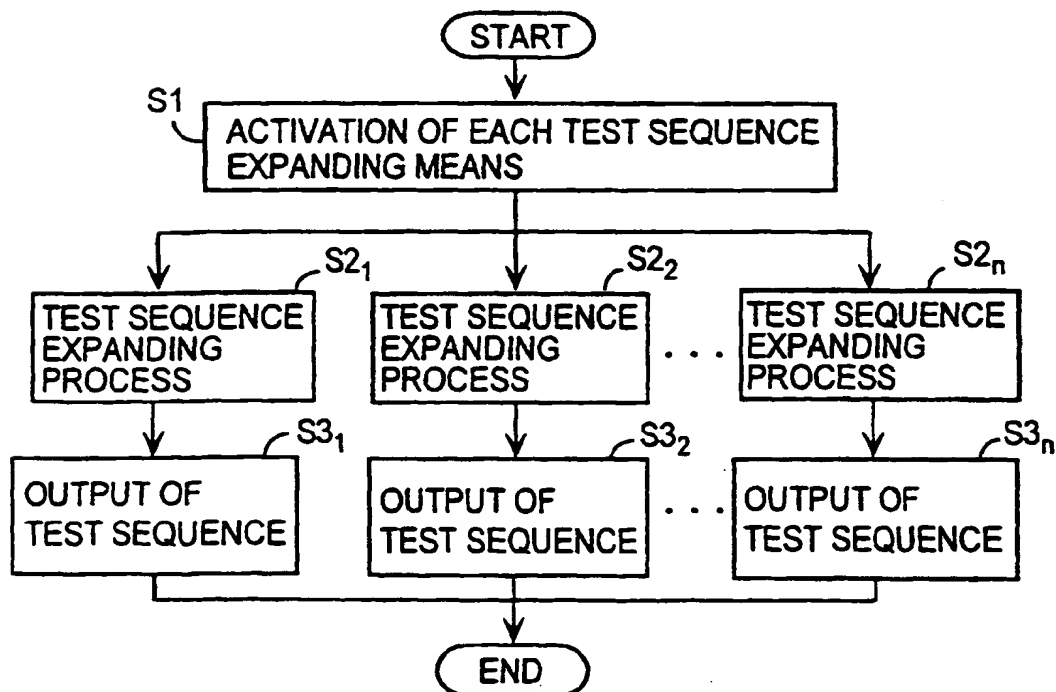 START
S1
ACTIVATION OF EACH TEST SEQUENCE
EXPANDING MEANS
S2₁
TEST SEQUENCE
EXPANDING
PROCESS
S2₂
TEST SEQUENCE
EXPANDING
PROCESS
. . .
S2ₙ
TEST SEQUENCE
EXPANDING
PROCESS
S3₁
OUTPUT OF
TEST SEQUENCE
S3₂
OUTPUT OF
TEST SEQUENCE
. . .
S3ₙ
OUTPUT OF
TEST SEQUENCE
END